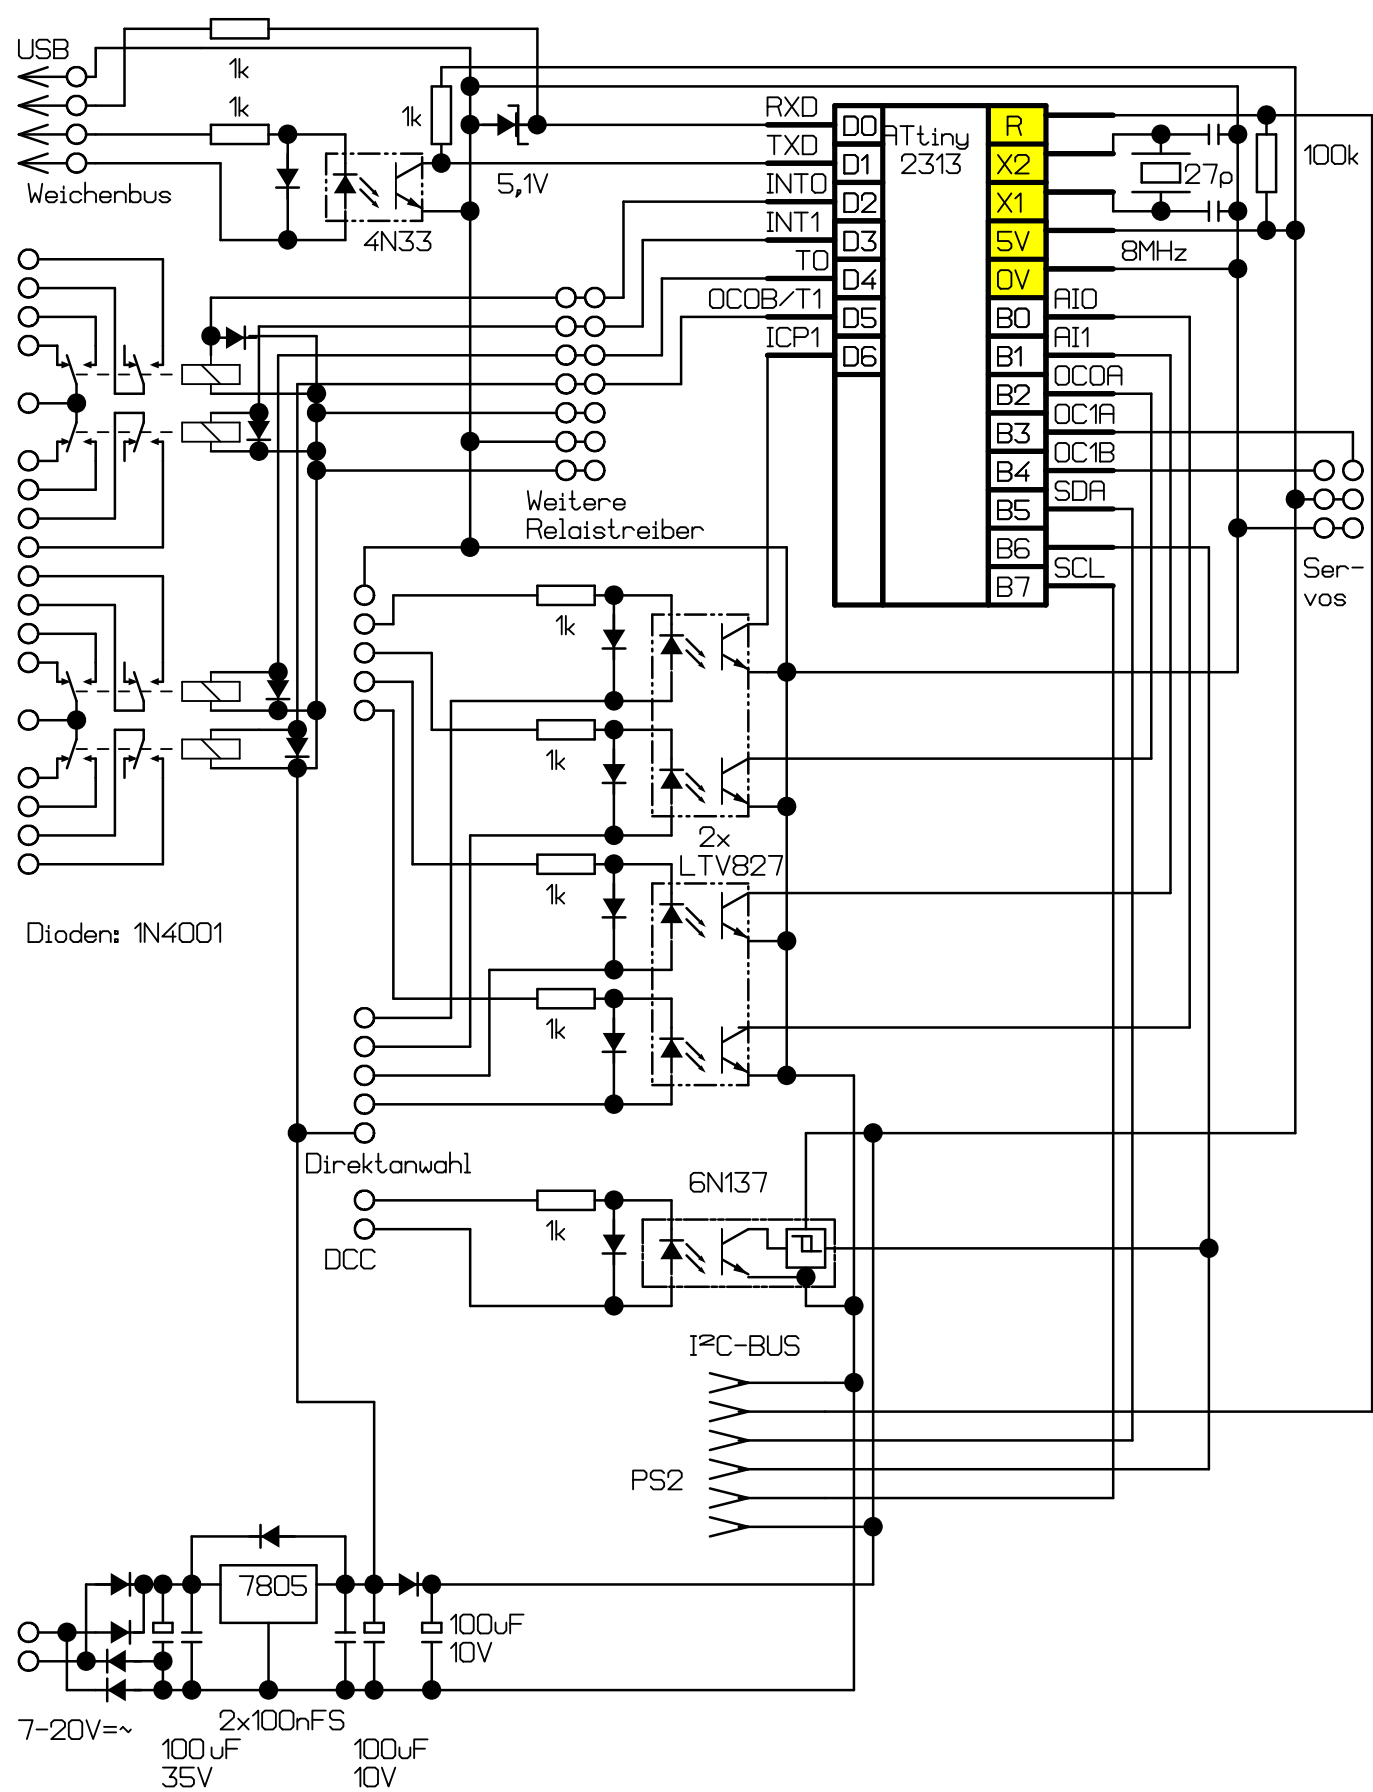 USB
1k
1k
1k
Weichenbus
4N33
5,1V
RXD
TXD
INT0
INT1
T0
OC0B/T1
ICP1
D0
D1
D2
D3
D4
D5
D6
ATtiny
2313
R
X2
X1
5V
0V
B0
B1
B2
B3
B4
B5
B6
B7
27p
100k
8MHz
AI0
AI1
OC0A
OC1A
OC1B
SDA
SCL
Ser-
vos
Weitere
Relaistreiber
1k
1k
2x
LTV827
1k
1k
Dioden: 1N4001
Direktanwahl
6N137
1k
DCC
I²C-BUS
PS2
7805
100uF
10V
7-20V=~
2x100nFS
100uF
35V
100uF
10V